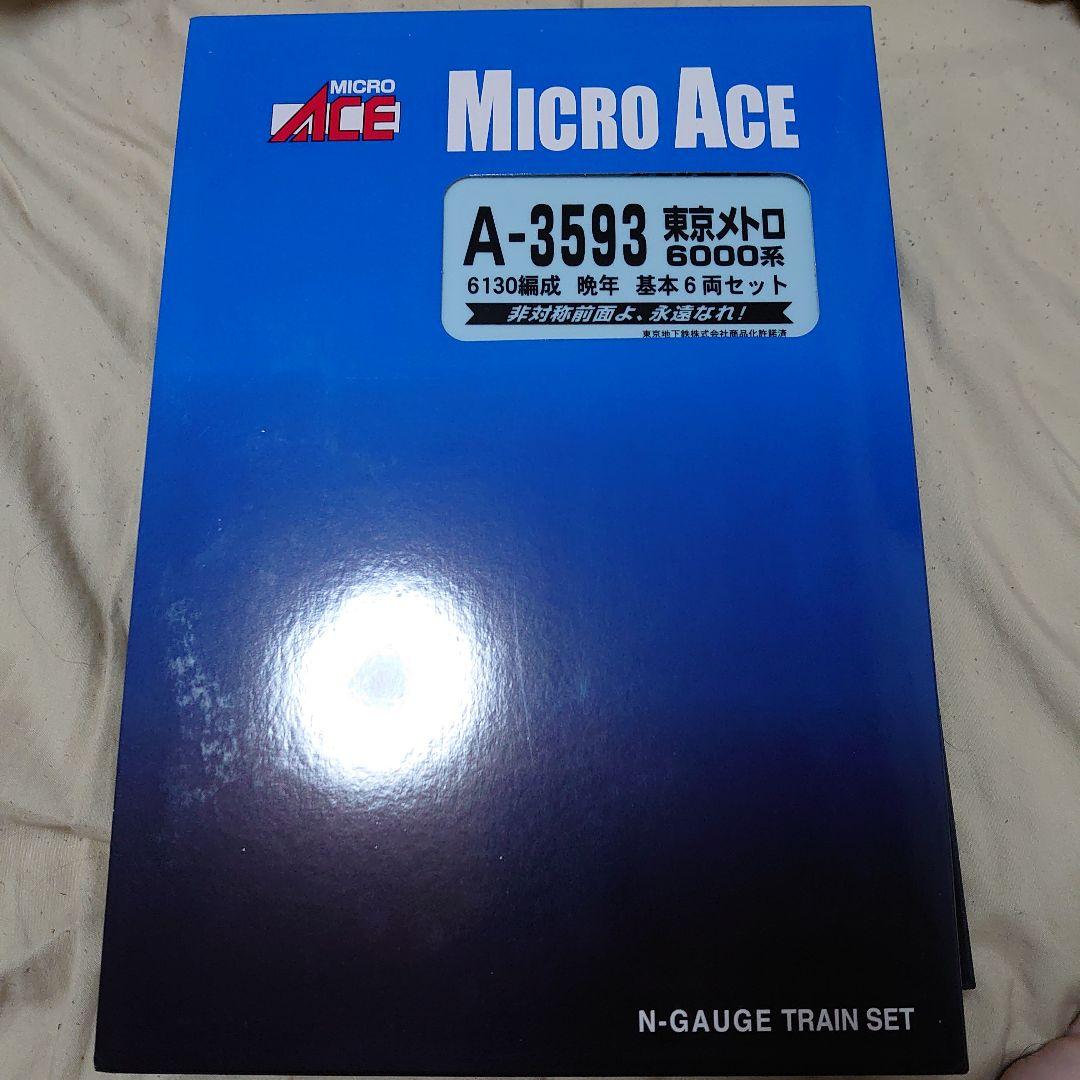 MICRO
ACE
MICRO ACE
A-3593 東京メトロ
6000系
6130編成 晩年 基本6両セット
非対称前面よ、永遠なれ!
東京地下鉄株式会社商品化許諾済
N-GAUGE TRAIN SET